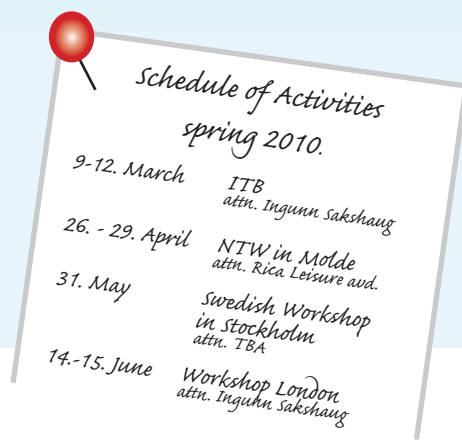 Schedule of Activities
spring 2010.
9-12. March ITB
attn. Ingunn Sakshaug
26. - 29. April NTW in Molde
attn. Rica Leisure avd.
31. May Swedish Workshop
in Stockholm
attn. TBA
14.-15. June Workshop London
attn. Ingunn Sakshaug